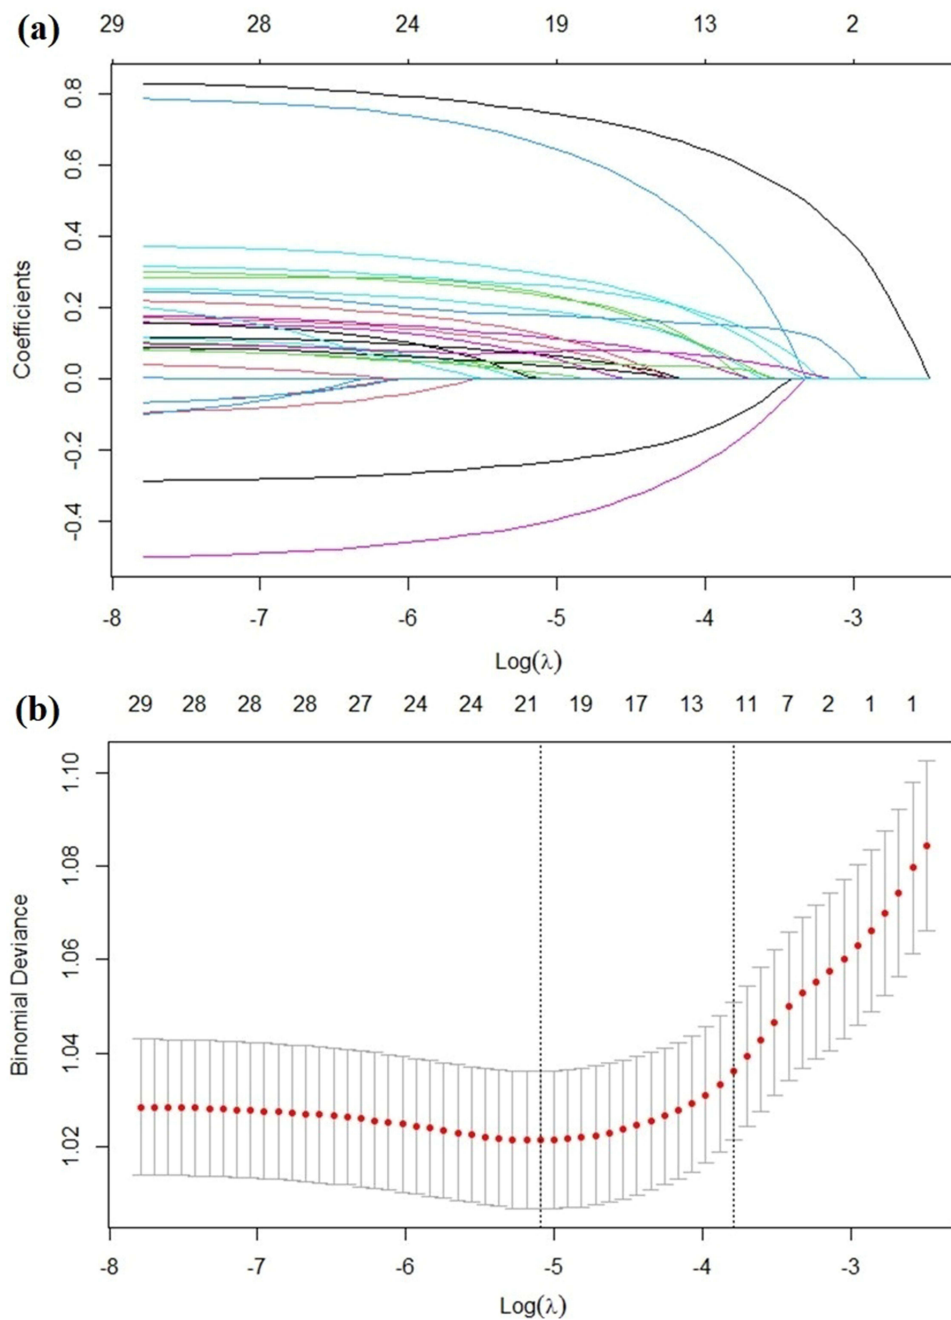 (a)
29 28 24 19 13 2
0.8
0.6
0.4
0.2
0.0
-0.2
-0.4
Coefficients
-8 -7 -6 -5 -4 -3
Log(λ)
(b)
29 28 28 28 27 24 24 21 19 17 13 11 7 2 1 1
1.10
1.08
1.06
1.04
1.02
Binomial Deviance
-8 -7 -6 -5 -4 -3
Log(λ)